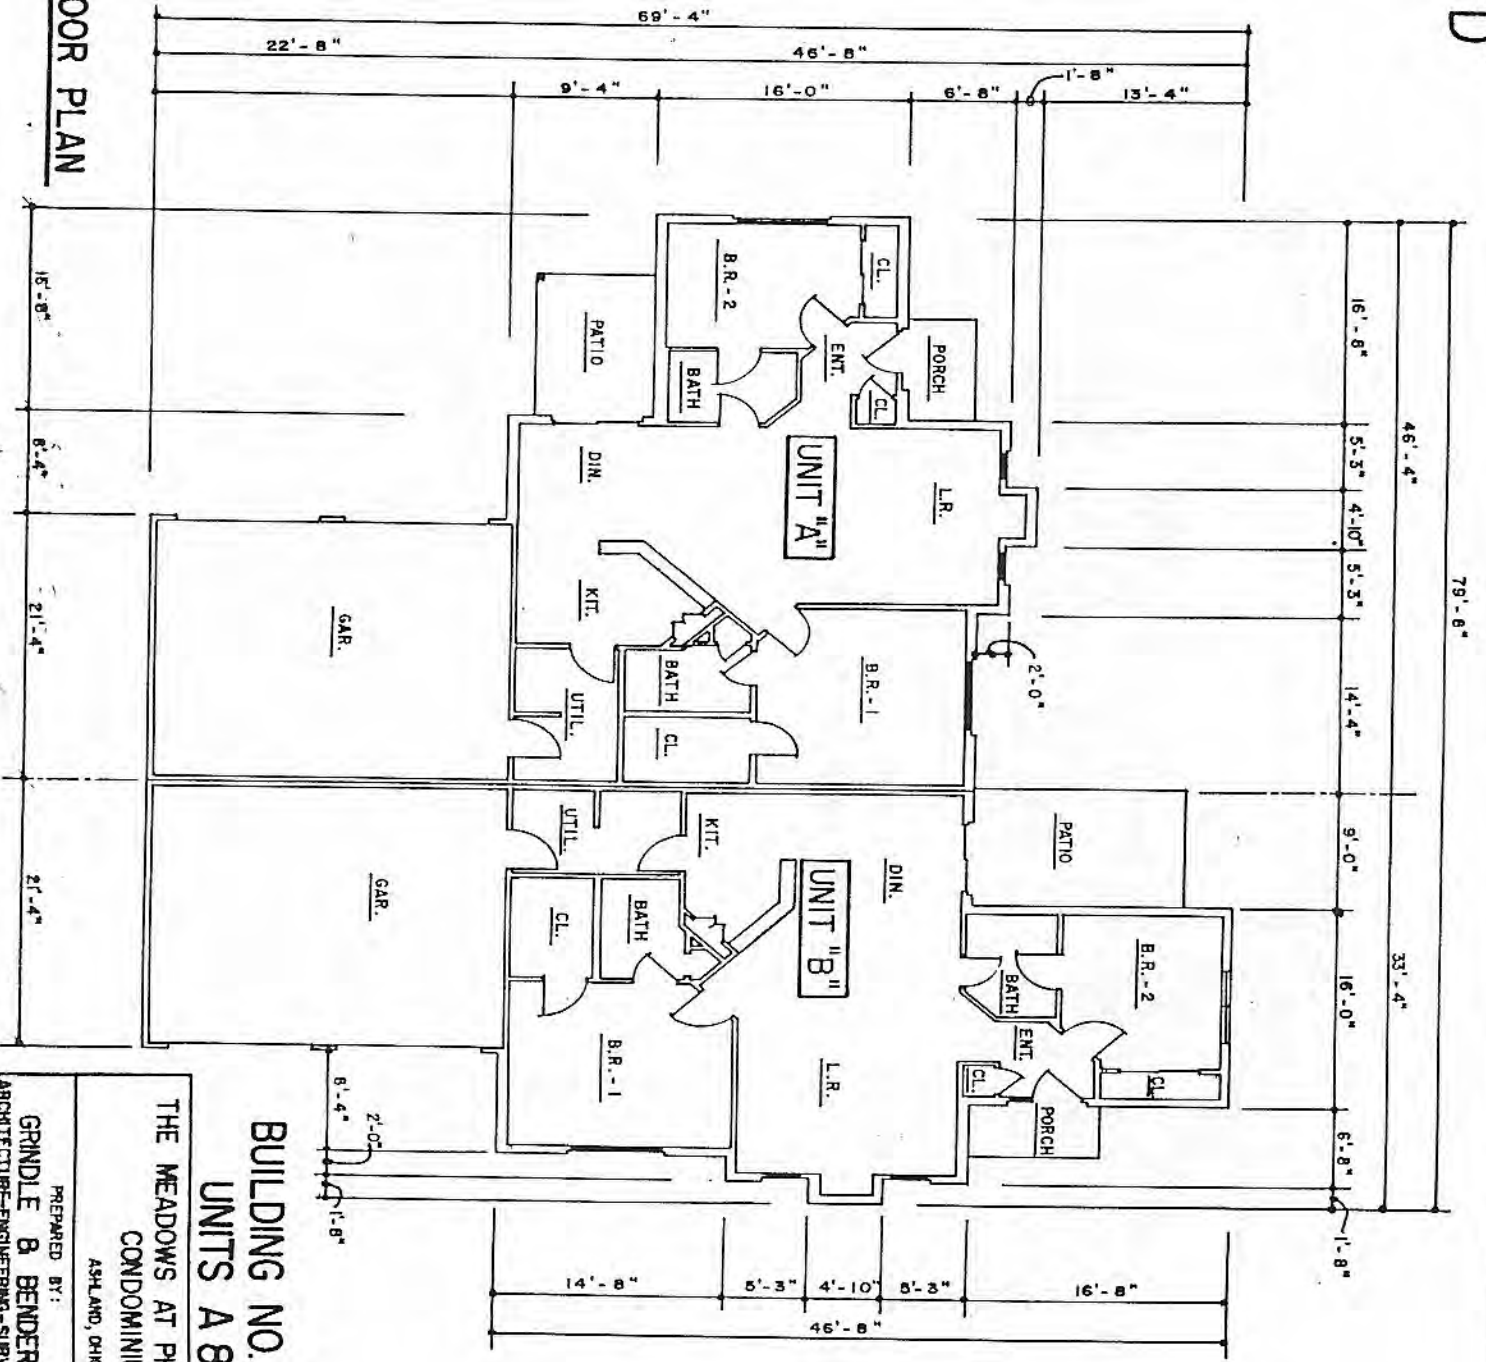 D
69'-4"
22'-8"
46'-8"
9'-4"
16'-0"
6'-8"
1'-8"
13'-4"
OOR PLAN
15'-8"
8'-4"
21'-4"
21'-4"
79'-8"
46'-4"
33'-4"
16'-8"
5'-3"
4'-10"
5'-3"
14'-4"
9'-0"
16'-0"
6'-8"
1'-8"
2'-0"
CL.
B.R.-2
PORCH
ENT.
PATIO
BATH
CL.
DIN.
UNIT "A"
L.R.
KIT.
GAR.
BATH
B.R.-1
UTIL.
CL.
UTIL.
KIT.
DIN.
PATIO
UNIT "B"
GAR.
CL.
BATH
B.R.-2
BATH
ENT.
B.R.-1
L.R.
CL.
CL.
PORCH
8'-4"
2'-0"
1'-8"
14'-8"
5'-3"
4'-10"
5'-3"
16'-8"
46'-8"
BUILDING NO.
UNITS A &
THE MEADOWS AT
CONDOMINI
ASHLAND, OHI
PREPARED BY:
GRINDLE & BENDER
ARCHITECTURE-ENGINEERING-SURV